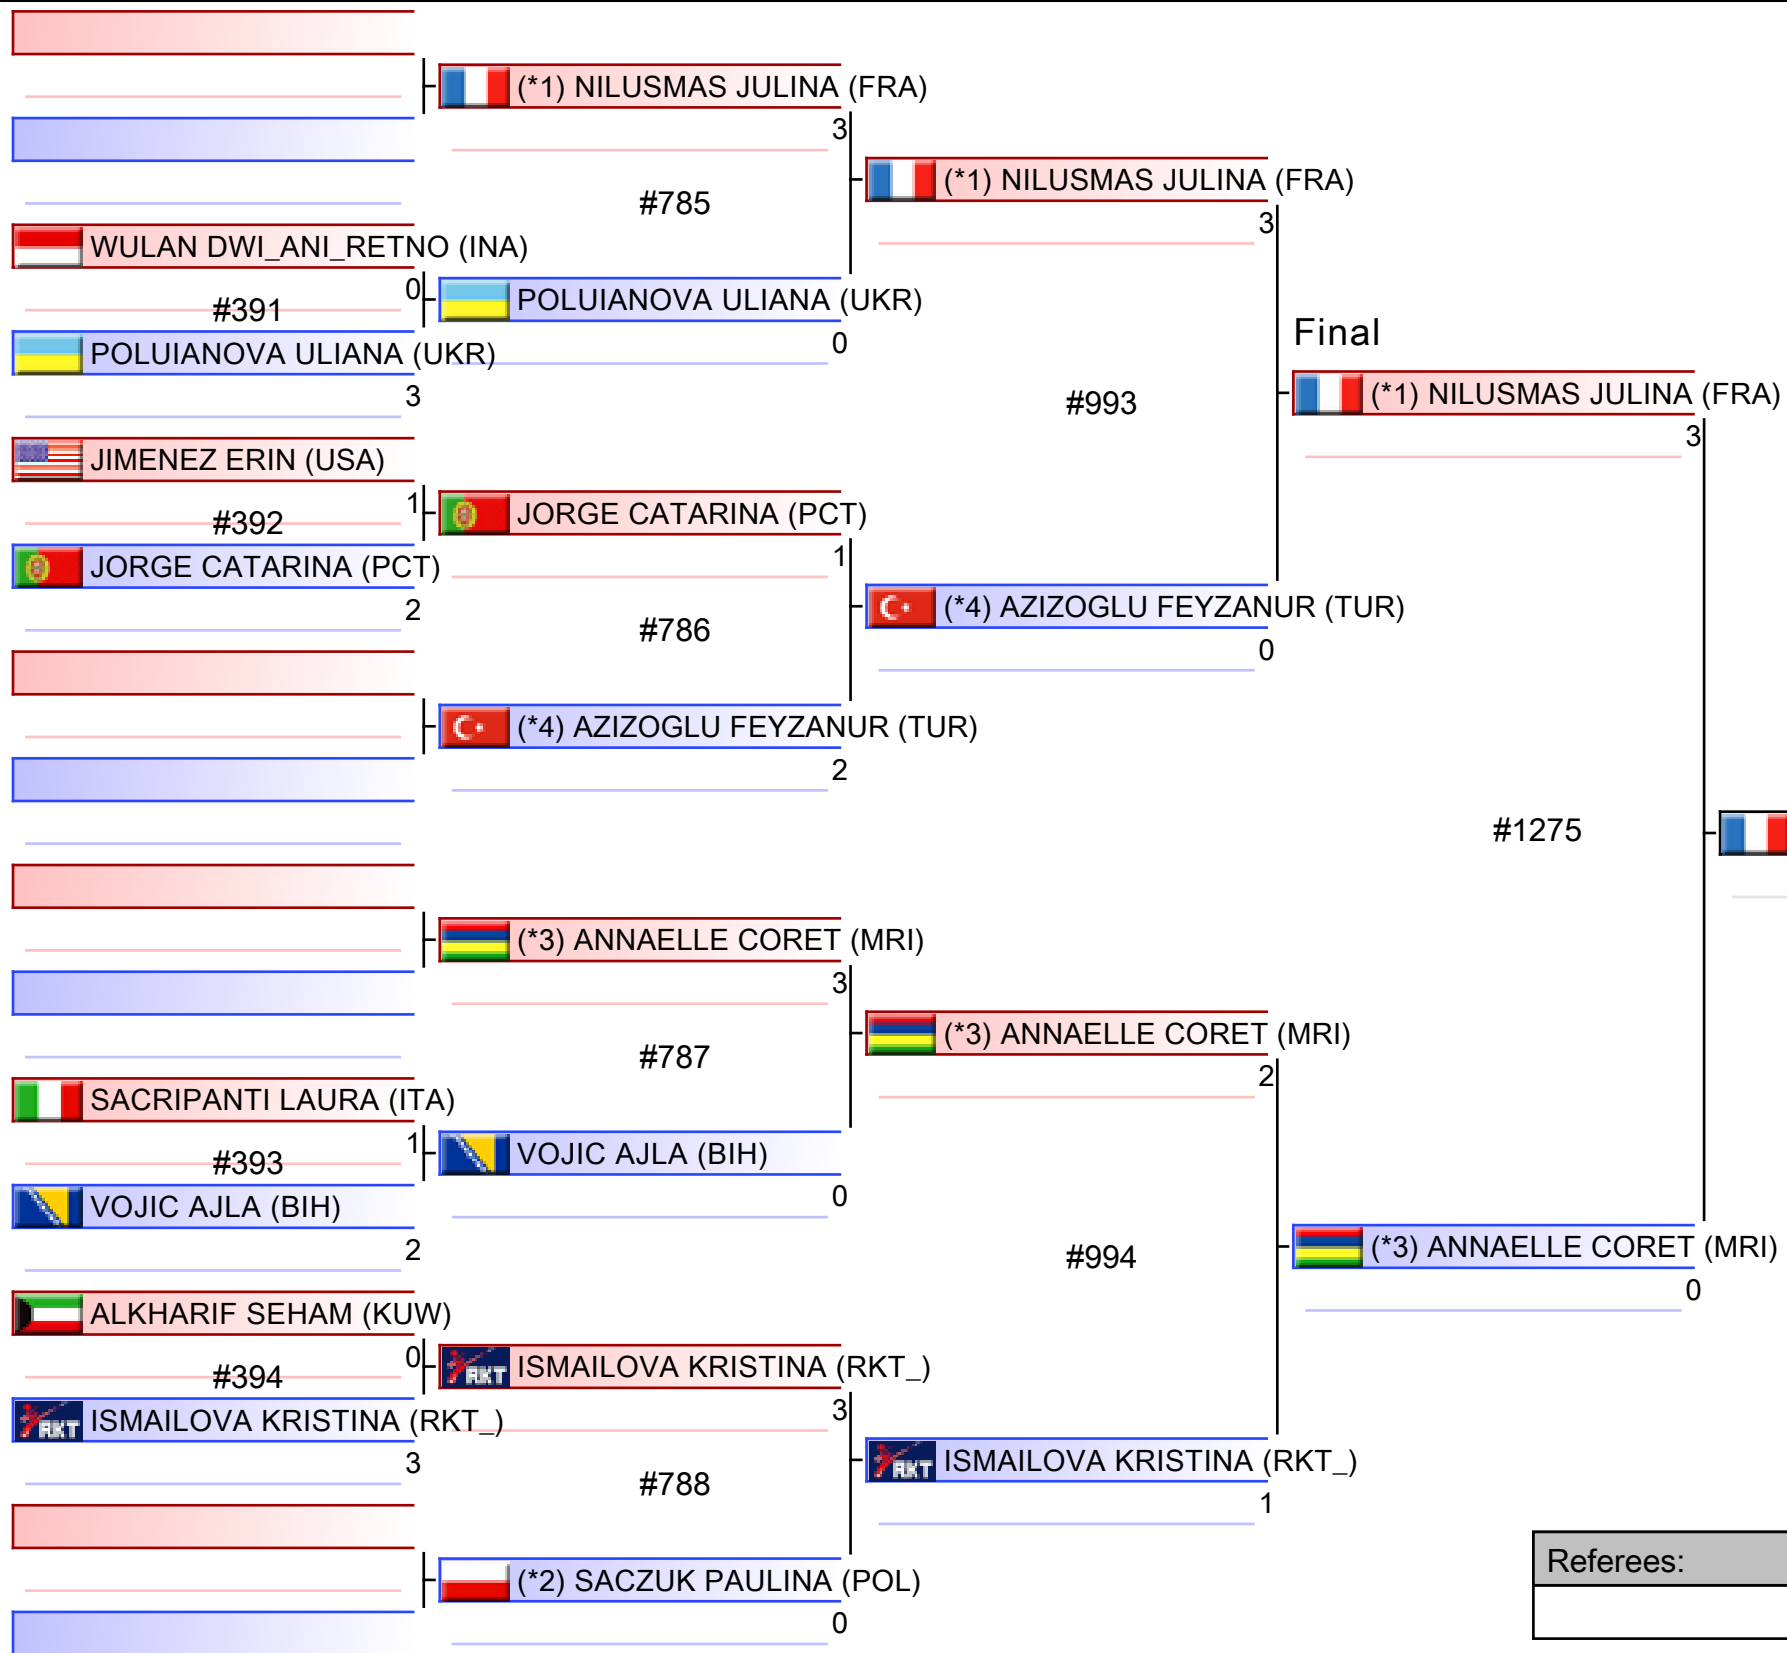 (*1) NILUSMAS JULINA (FRA)
3
(*1) NILUSMAS JULINA (FRA)
#785
3
WULAN DWI_ANI_RETNO (INA)
0
#391
POLUIANOVA ULIANA (UKR)
Final
0
POLUIANOVA ULIANA (UKR)
3
(*1) NILUSMAS JULINA (FRA)
#993
3
JIMENEZ ERIN (USA)
1
#392
JORGE CATARINA (PCT)
1
JORGE CATARINA (PCT)
2
(*4) AZIZOGLU FEYZANUR (TUR)
#786
0
(*4) AZIZOGLU FEYZANUR (TUR)
2
#1275
(*3) ANNAELLE CORET (MRI)
3
(*3) ANNAELLE CORET (MRI)
#787
2
SACRIPANTI LAURA (ITA)
1
#393
VOJIC AJLA (BIH)
0
VOJIC AJLA (BIH)
2
#994
(*3) ANNAELLE CORET (MRI)
0
ALKHARIF SEHAM (KUW)
0
#394
RKT ISMAILOVA KRISTINA (RKT_)
3
RKT ISMAILOVA KRISTINA (RKT_)
3
#788
RKT ISMAILOVA KRISTINA (RKT_)
1
(*2) SACZUK PAULINA (POL)
0
Referees: